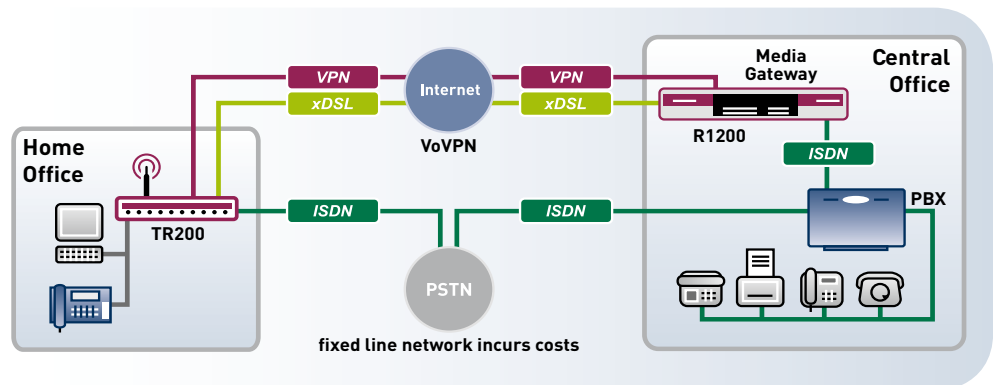 VPN
VPN
xDSL
xDSL
Internet
VoVPN
Media
Gateway
Central
Office
R1200
ISDN
Home
Office
TR200
ISDN
ISDN
PBX
PSTN
fixed line network incurs costs